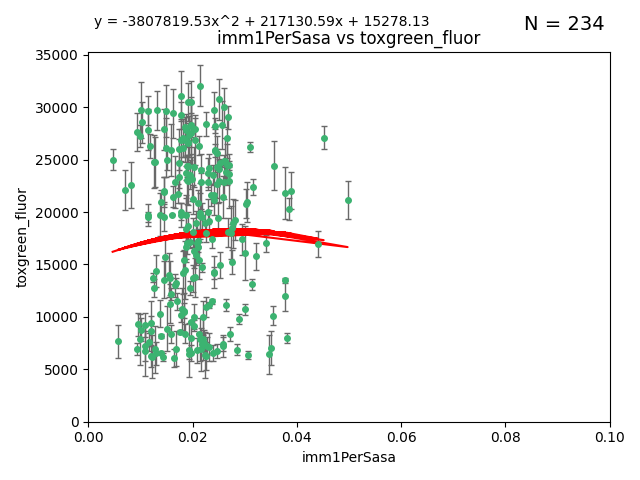 y = -3807819.53x^2 + 217130.59x + 15278.13
N = 234
imm1PerSasa vs toxgreen_fluor
35000
30000
25000
20000
15000
10000
5000
0
toxgreen_fluor
0.00
0.02
0.04
0.06
0.08
0.10
imm1PerSasa